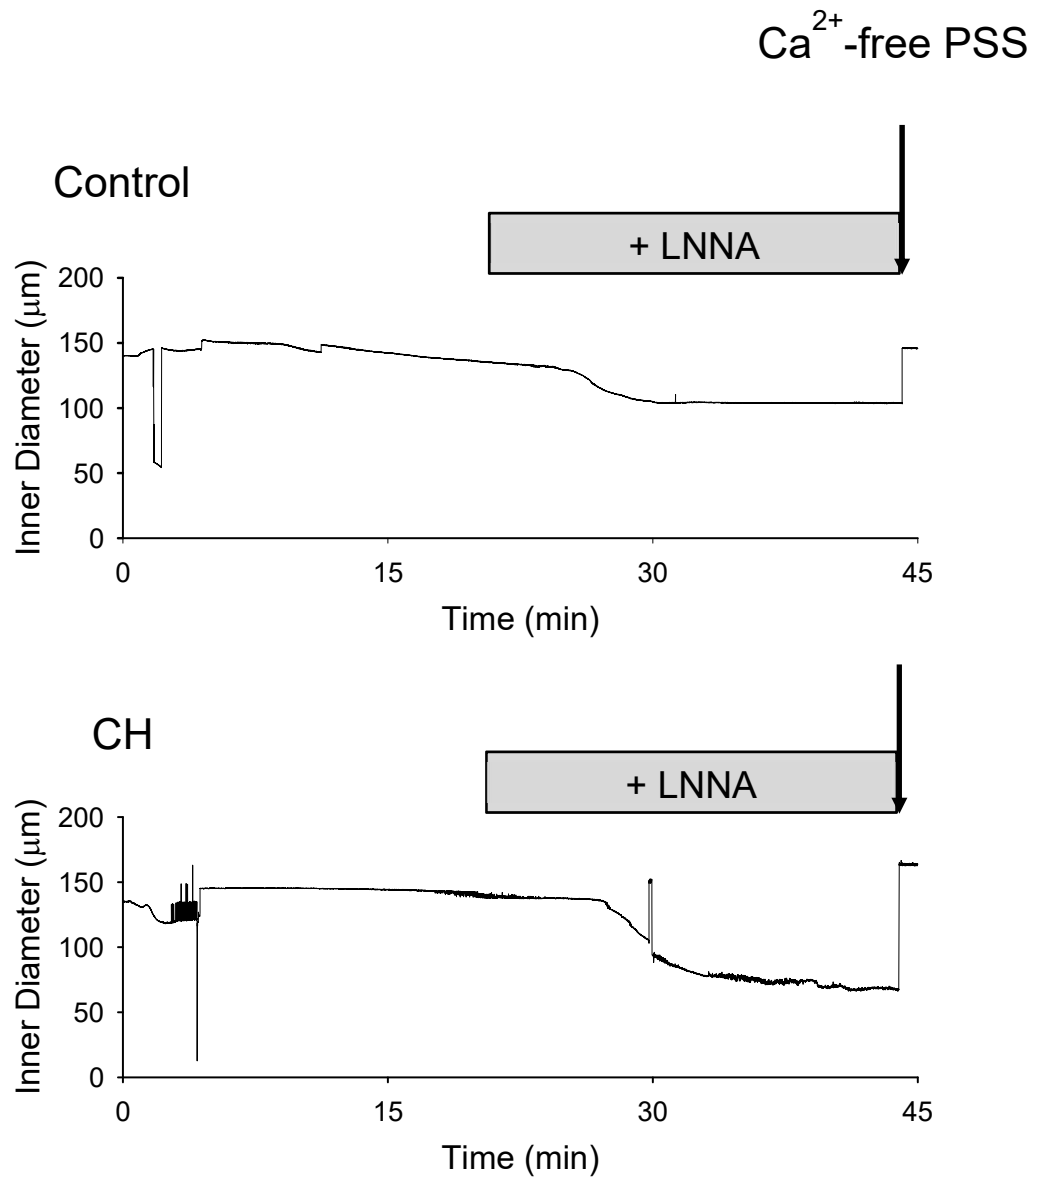 Ca2+-free PSS
Control
+ LNNA
Inner Diameter (μm)
200
150
100
50
0
0 15 30 45
Time (min)
CH
+ LNNA
Inner Diameter (μm)
200
150
100
50
0
0 15 30 45
Time (min)